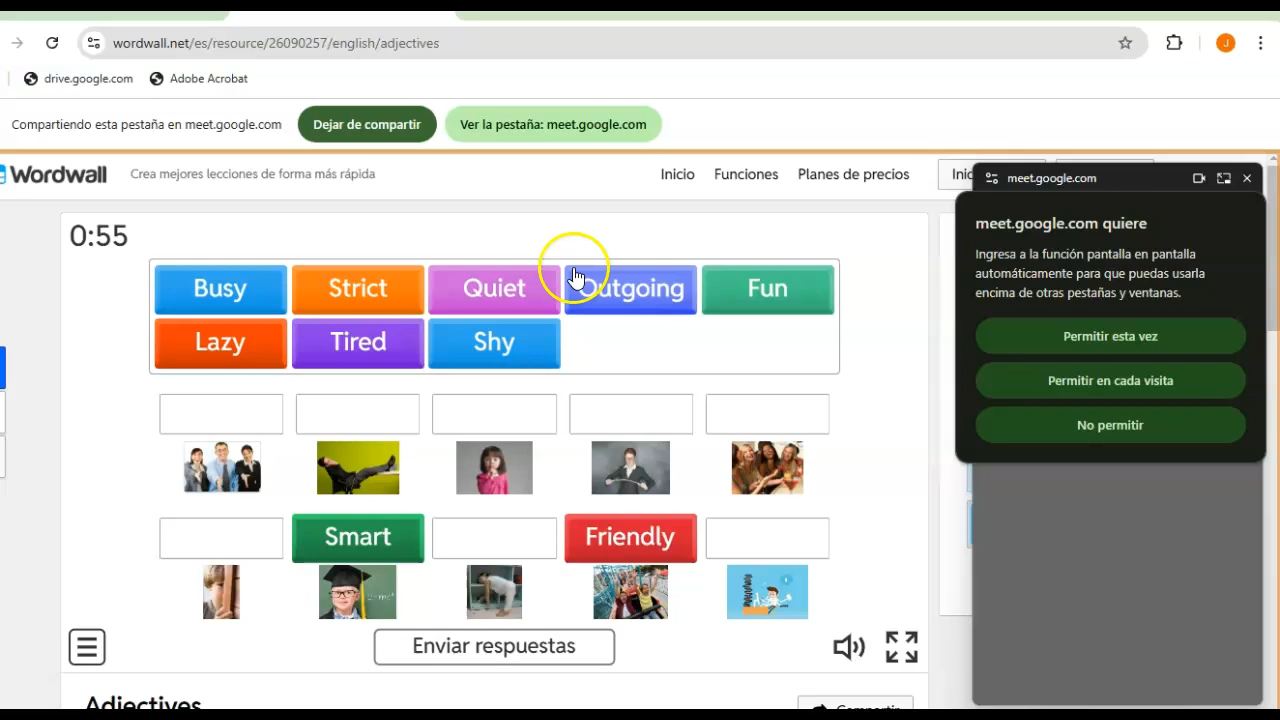 wordwall.net/es/resource/26090257/english/adjectives
J
drive.google.com
Adobe Acrobat
Compartiendo esta pestaña en meet.google.com
Dejar de compartir
Ver la pestaña: meet.google.com
Wordwall
Crea mejores lecciones de forma más rápida
Inicio
Funciones
Planes de precios
meet.google.com
meet.google.com quiere
Ingresa a la función pantalla en pantalla
automáticamente para que puedas usarla
encima de otras pestañas y ventanas.
Permitir esta vez
Permitir en cada visita
No permitir
0:55
Busy
Strict
Quiet
Outgoing
Fun
Lazy
Tired
Shy
Smart
Friendly
Enviar respuestas
Adjectives
Compartir